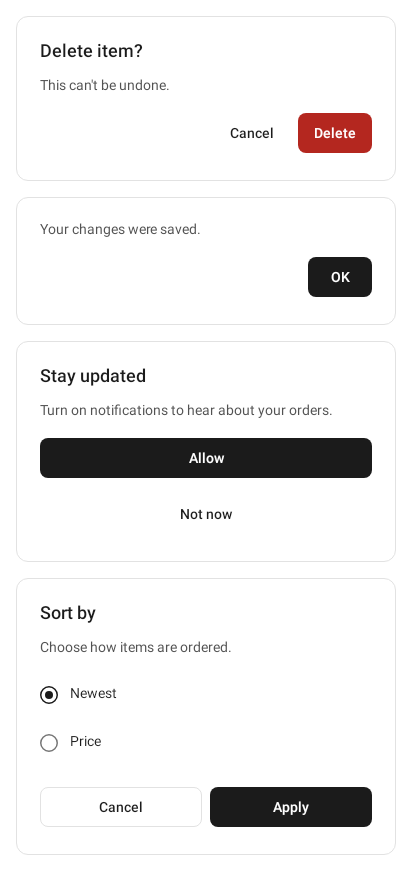 Delete item?
This can't be undone.
Cancel Delete
Your changes were saved.
OK
Stay updated
Turn on notifications to hear about your orders.
Allow
Not now
Sort by
Choose how items are ordered.
Newest
Price
Cancel Apply